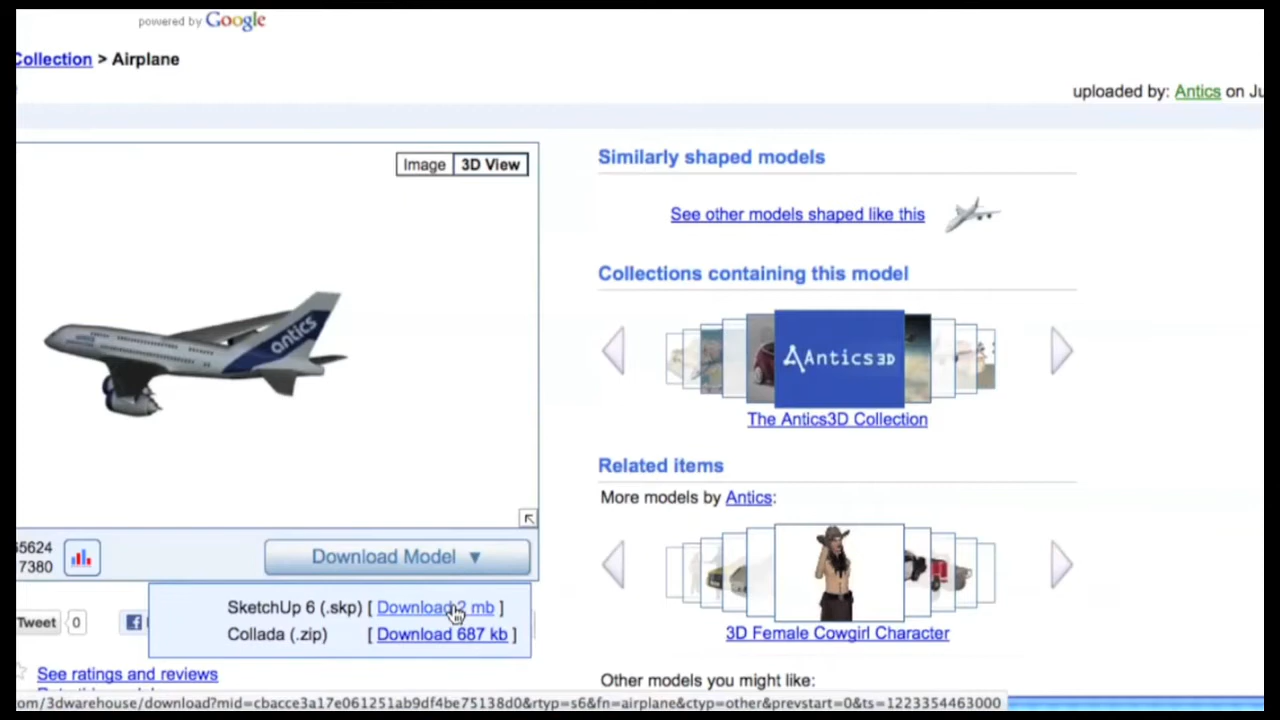 powered by Google
Collection > Airplane
uploaded by: Antics on Ju
Image 3D View
antics
Similarly shaped models
See other models shaped like this
Collections containing this model
Antics3D
The Antics3D Collection
Related items
More models by Antics:
3D Female Cowgirl Character
Other models you might like:
65624
7380
Download Model ▼
SketchUp 6 (.skp) [ Download 2 mb ]
Collada (.zip) [ Download 687 kb ]
Tweet 0
See ratings and reviews
om/3dwarehouse/download?mid=cbacce3a17e061251ab9df4be75138d0&rtyp=s6&fn=airplane&ctyp=other&prevstart=0&ts=1223354463000